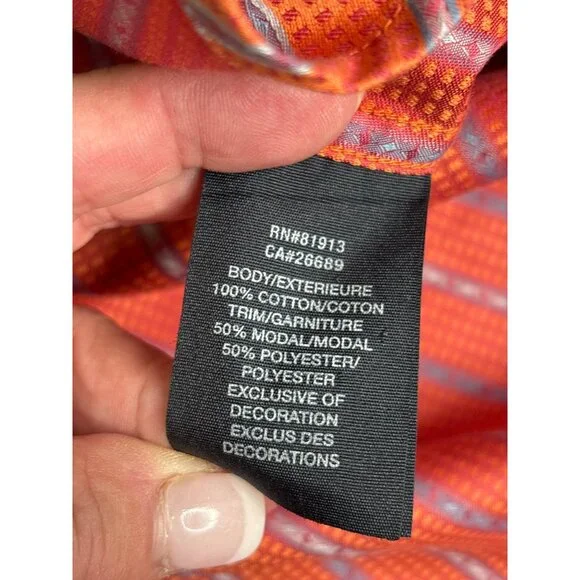 RN#81913
CA#26689
BODY/EXTERIEURE
100% COTTON/COTON
TRIM/GARNITURE
50% MODAL/MODAL
50% POLYESTER/
POLYESTER
EXCLUSIVE OF
DECORATION
EXCLUS DES
DECORATIONS